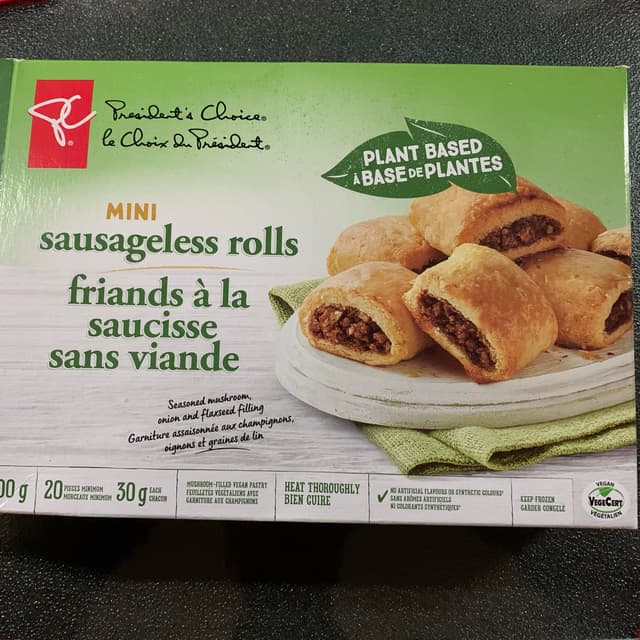 PC®
President's Choice®
le Choix du Président®
PLANT BASED
À BASE DE PLANTES
MINI
sausageless rolls
friands à la
saucisse
sans viande
Seasoned mushroom,
onion and flaxseed filling
Garniture assaisonnée aux champignons,
oignons et graines de lin
00 g
20 PIECES MINIMUM
MORCEAUX MINIMUM
30 g EACH
CHACUN
MUSHROOM-FILLED VEGAN PASTRY
FEUILLETÉS VÉGÉTALIENS AVEC
GARNITURE AUX CHAMPIGNONS
HEAT THOROUGHLY
BIEN CUIRE
NO ARTIFICIAL FLAVOURS OR SYNTHETIC COLOURS*
SANS ARÔMES ARTIFICIELS
NI COLORANTS SYNTHÉTIQUES*
KEEP FROZEN
GARDER CONGELÉ
VEGAN
VEGECERT
VÉGÉTALIEN